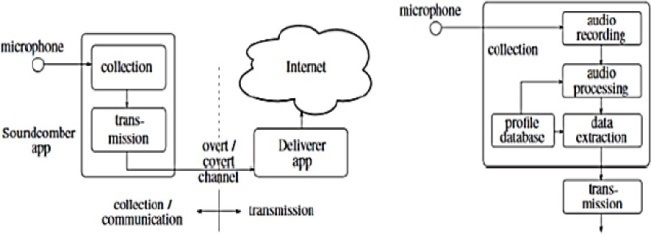 microphone
collection
Internet
trans-
mission
Soundcomber
app
overt /
covert
channel
Deliverer
app
collection /
communication
transmission
microphone
collection
audio
recording
audio
processing
profile
database
data
extraction
trans-
mission